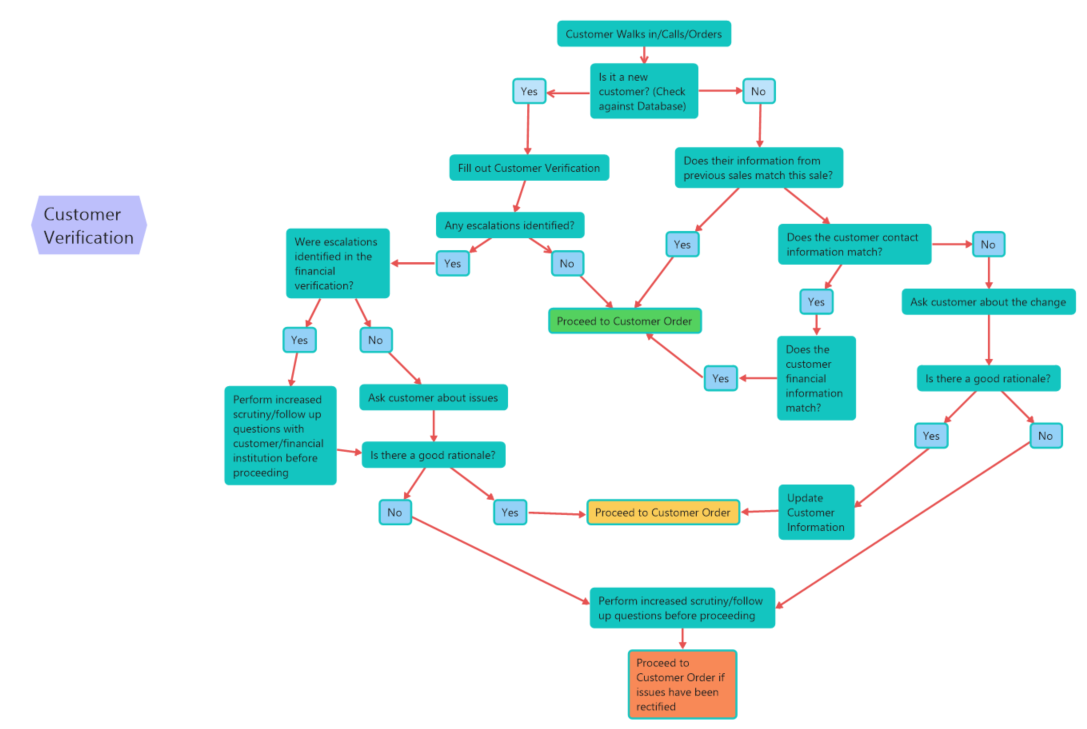 Customer Walks in/Calls/Orders
Is it a new
customer? (Check
against Database)
Yes
No
Fill out Customer Verification
Does their information from
previous sales match this sale?
Customer
Verification
Any escalations identified?
Were escalations
identified in the
financial
verification?
Yes
No
Yes
Does the customer contact
information match?
No
Yes
Ask customer about the change
Proceed to Customer Order
Yes
No
Does the
customer
financial
information
match?
Yes
Is there a good rationale?
Perform increased
scrutiny/follow up
questions with
customer/financial
institution before
proceeding
Ask customer about issues
Yes
No
Is there a good rationale?
No
Yes
Proceed to Customer Order
Update
Customer
Information
Perform increased scrutiny/follow
up questions before proceeding
Proceed to
Customer Order if
issues have been
rectified